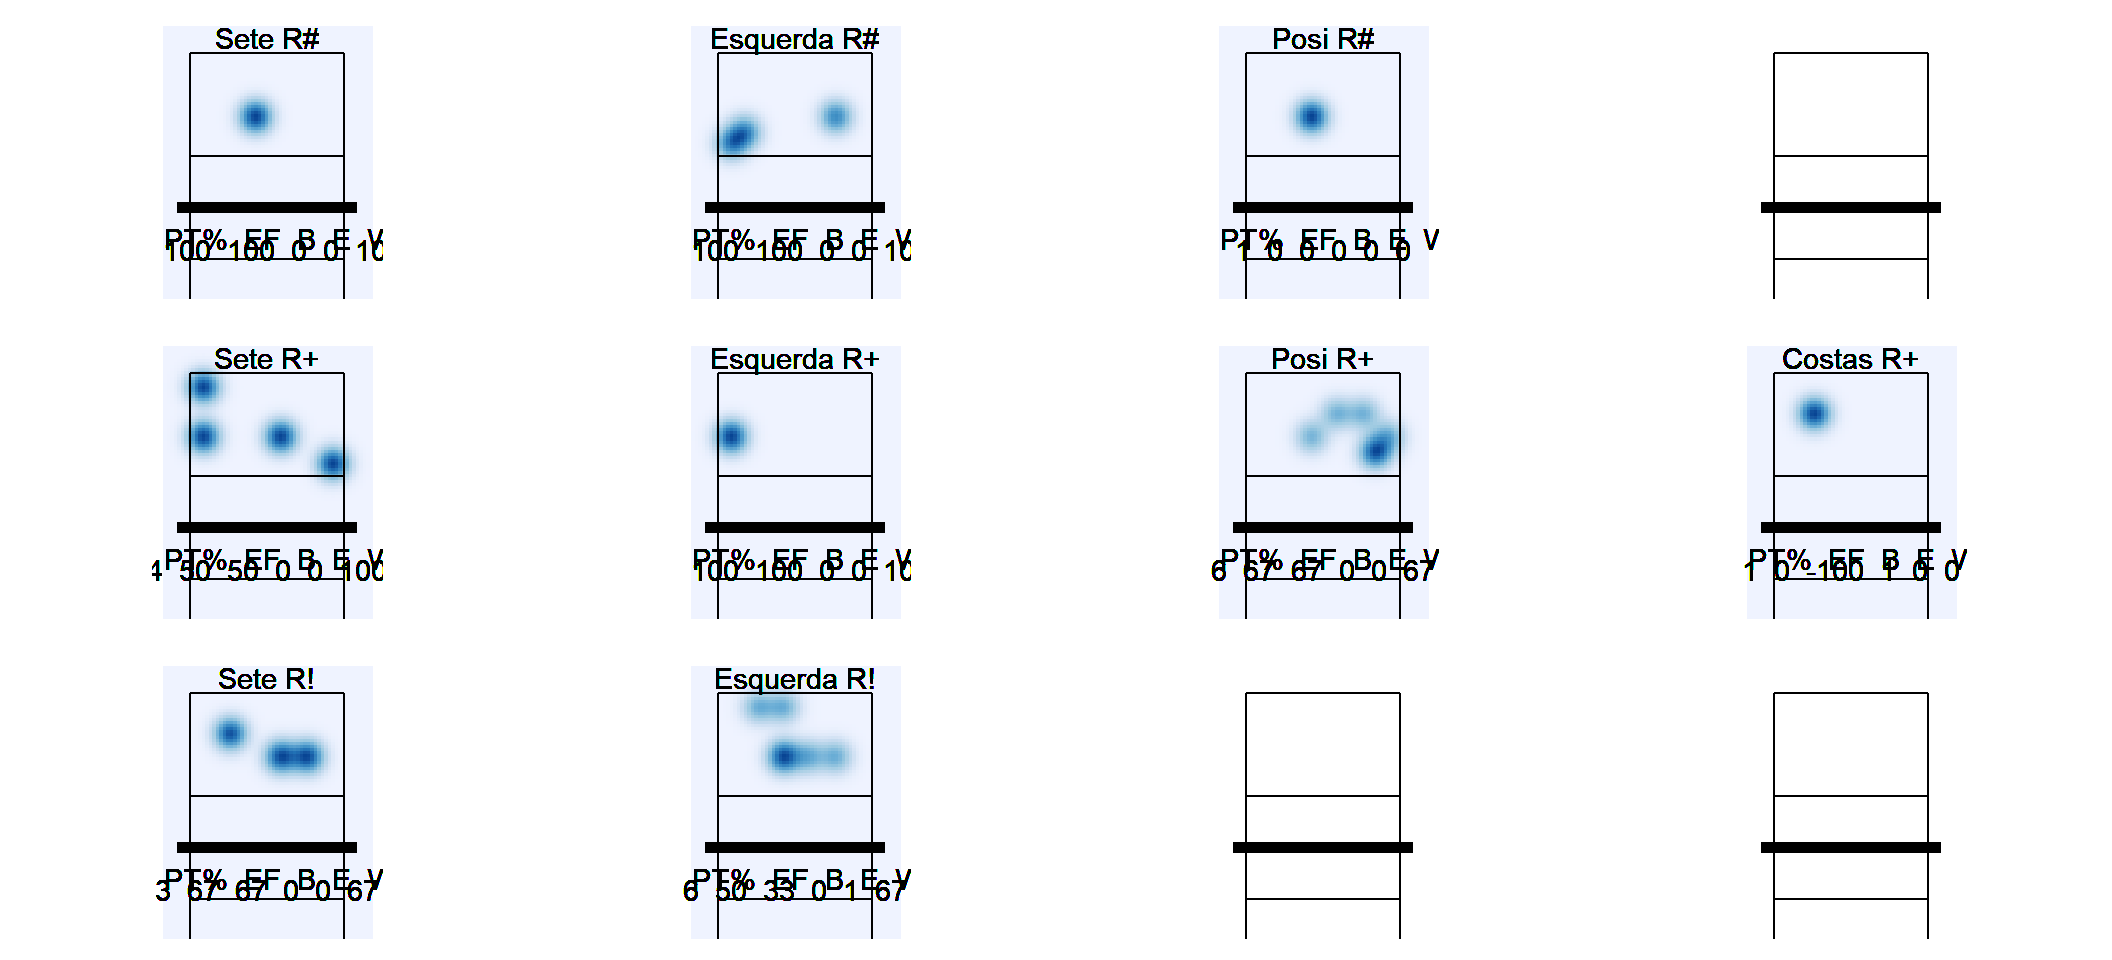 Sete R# Esquerda R# Posi R#
PT% EF B E V PT% EF B E V PT% EF B E V
100 100 0 0 10 100 100 0 0 10 1 0 0 0 0 0
Sete R+ Esquerda R+ Posi R+ Costas R+
PT% EF B E V PT% EF B E V PT% EF B E V PT% EF B E V
4 50 50 0 0 100 100 100 0 0 10 6 67 67 0 0 67 1 0 -100 1 0 0
Sete R! Esquerda R!
PT% EF B E V PT% EF B E V
3 67 67 0 0 67 6 50 33 0 1 67